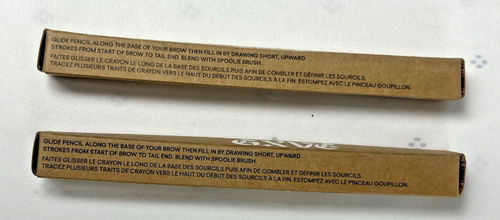 GLIDE PENCIL ALONG THE BASE OF YOUR BROW THEN FILL IN BY DRAWING SHORT, UPWARD
STROKES FROM START OF BROW TO TAIL END. BLEND WITH SPOOLIE BRUSH.
FAITES GLISSER LE CRAYON LE LONG DE LA BASE DES SOURCILS PUIS AFIN DE COMBLER ET DÉFINIR LES SOURCILS.
TRACEZ PLUSIEURS TRAITS DE CRAYON VERS LE HAUT DU DÉBUT DES SOURCILS À LA FIN. ESTOMPEZ AVEC LE PINCEAU GOUPILLON.
GLIDE PENCIL ALONG THE BASE OF YOUR BROW THEN FILL IN BY DRAWING SHORT, UPWARD
STROKES FROM START OF BROW TO TAIL END. BLEND WITH SPOOLIE BRUSH.
FAITES GLISSER LE CRAYON LE LONG DE LA BASE DES SOURCILS PUIS AFIN DE COMBLER ET DÉFINIR LES SOURCILS.
TRACEZ PLUSIEURS TRAITS DE CRAYON VERS LE HAUT DU DÉBUT DES SOURCILS À LA FIN. ESTOMPEZ AVEC LE PINCEAU GOUPILLON.